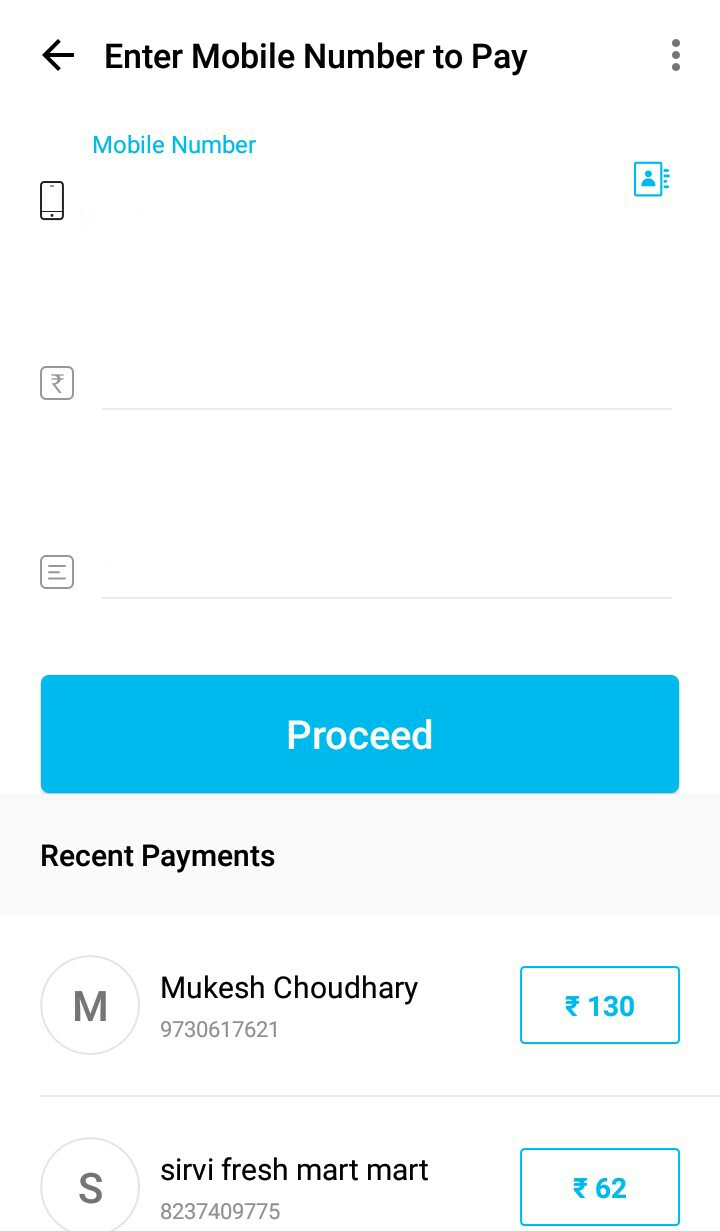 Enter Mobile Number to Pay
Mobile Number
₹
Proceed
Recent Payments
M
Mukesh Choudhary
9730617621
₹ 130
S
sirvi fresh mart mart
8237409775
₹ 62